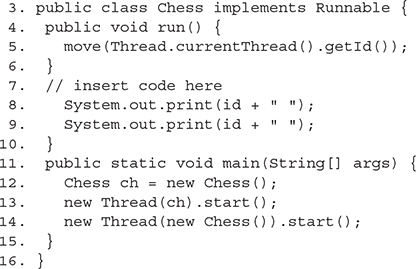 3. public class Chess implements Runnable {
4.   public void run() {
5.     move(Thread.currentThread().getId());
6.   }
7.   // insert code here
8.     System.out.print(id + " ");
9.     System.out.print(id + " ");
10.   }
11.   public static void main(String[] args) {
12.     Chess ch = new Chess();
13.     new Thread(ch).start();
14.     new Thread(new Chess()).start();
15.   }
16. }